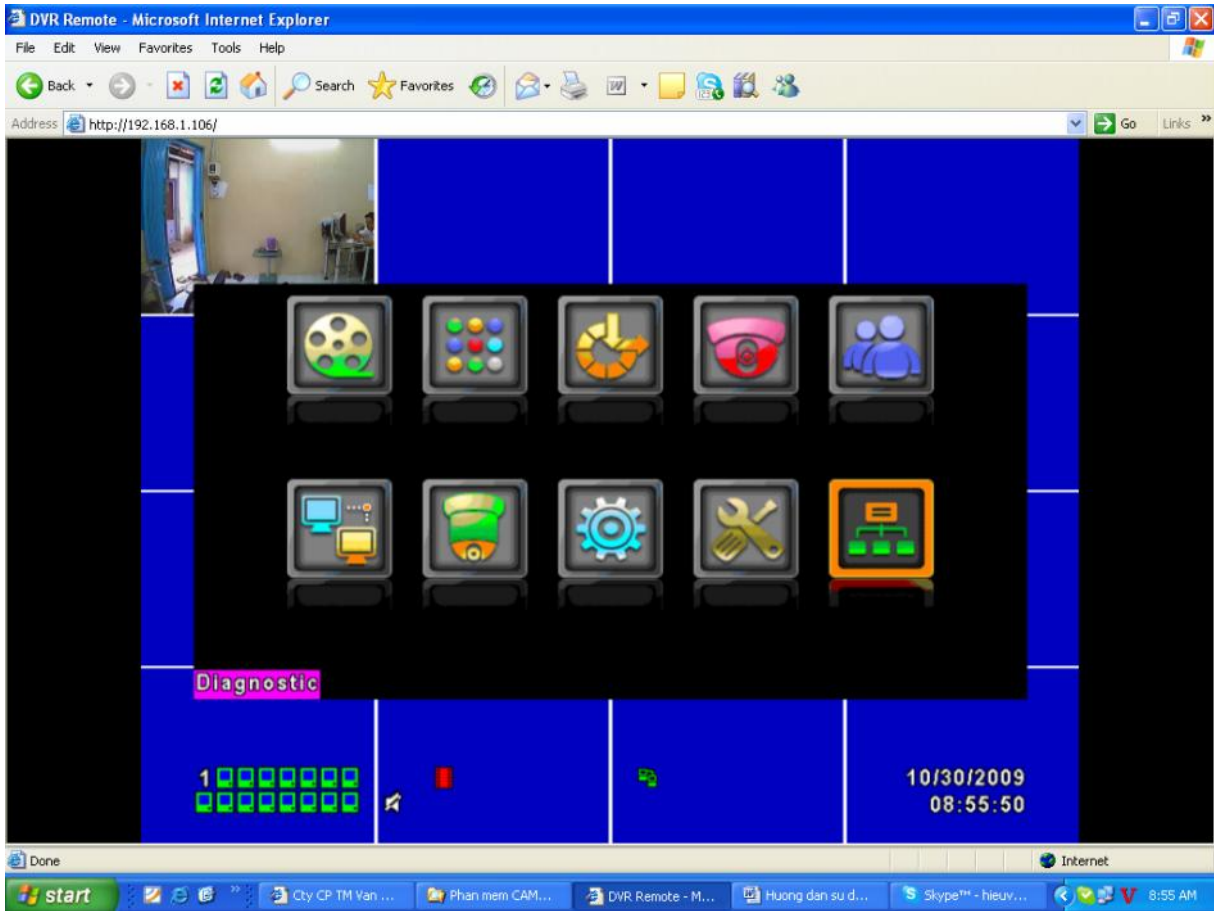 DVR Remote - Microsoft Internet Explorer
File Edit View Favorites Tools Help
Back Search Favorites
Address http://192.168.1.106/ Go Links »
Diagnostic
1
10/30/2009
08:55:50
Done Internet
start » Cty CP TM Van ... Phan mem CAM... DVR Remote - M... Huong dan su d... Skype™ - hieuv... V 8:55 AM